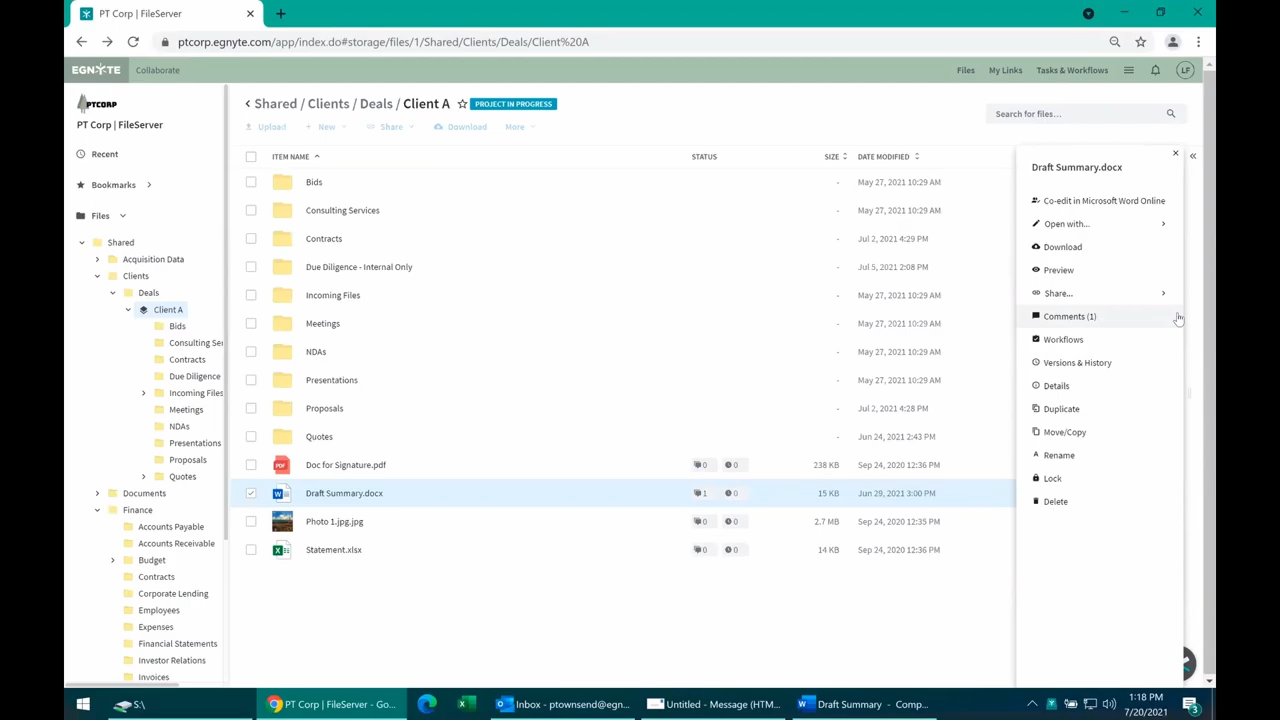 PT Corp | FileServer
ptcorp.egnyte.com/app/index.do#storage/files/1/Shared/Clients/Deals/Client%20A
EGNYTE Collaborate
Files My Links Tasks & Workflows LF
PTCORP
PT Corp | FileServer
Recent
Bookmarks
Files
Shared
Acquisition Data
Clients
Deals
Client A
Bids
Consulting Ser
Contracts
Due Diligence
Incoming Files
Meetings
NDAs
Presentations
Proposals
Quotes
Documents
Finance
Accounts Payable
Accounts Receivable
Budget
Contracts
Corporate Lending
Employees
Expenses
Financial Statements
Investor Relations
Invoices
Shared / Clients / Deals / Client A PROJECT IN PROGRESS
Search for files...
Upload New Share Download More
ITEM NAME STATUS SIZE DATE MODIFIED
Bids - May 27, 2021 10:29 AM
Consulting Services - May 27, 2021 10:29 AM
Contracts - Jul 2, 2021 4:29 PM
Due Diligence - Internal Only - Jul 5, 2021 2:08 PM
Incoming Files - May 27, 2021 10:29 AM
Meetings - May 27, 2021 10:29 AM
NDAs - May 27, 2021 10:29 AM
Presentations - May 27, 2021 10:29 AM
Proposals - Jul 2, 2021 4:28 PM
Quotes - Jun 24, 2021 2:43 PM
PDF Doc for Signature.pdf 0 0 238 KB Sep 24, 2020 12:36 PM
W Draft Summary.docx 1 0 15 KB Jun 29, 2021 3:00 PM
Photo 1.jpg.jpg 0 0 2.7 MB Sep 24, 2020 12:35 PM
X Statement.xlsx 0 0 14 KB Sep 24, 2020 12:36 PM
Draft Summary.docx
Co-edit in Microsoft Word Online
Open with...
Download
Preview
Share...
Comments (1)
Workflows
Versions & History
Details
Duplicate
Move/Copy
Rename
Lock
Delete
S:\ PT Corp | FileServer - Go... Inbox - ptownsend@egn... Untitled - Message (HTM... Draft Summary - Comp...
1:18 PM
7/20/2021